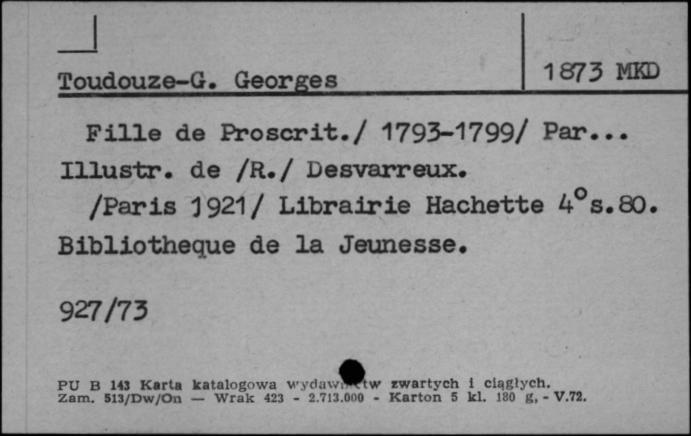 Toudouze-G. Georges
1873 MKD
Fille de Proscrit./ 1793-1799/ Par...
Illustr. de /R./ Desvarreux.
/Paris 1921/ Librairie Hachette 4° s.80.
Bibliotheque de la Jeunesse.
927/73
PU B 143 Karta katalogowa wydawnictw zwartych i ciągłych.
Zam. 513/Dw/On — Wrak 423 - 2.713.000 - Karton 5 kl. 180 g, - V.72.